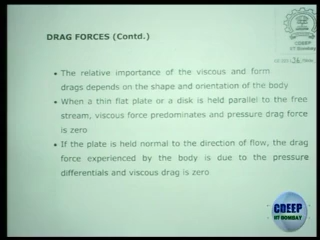 DRAG FORCES (Contd.)
CDEEP
IIT Bombay
• The relative importance of the viscous and form
drags depends on the shape and orientation of the body
• When a thin flat plate or a disk is held parallel to the free
stream, viscous force predominates and pressure drag force
is zero
• If the plate is held normal to the direction of flow, the drag
force experienced by the body is due to the pressure
differentials and viscous drag is zero
CDEEP
IIT BOMBAY